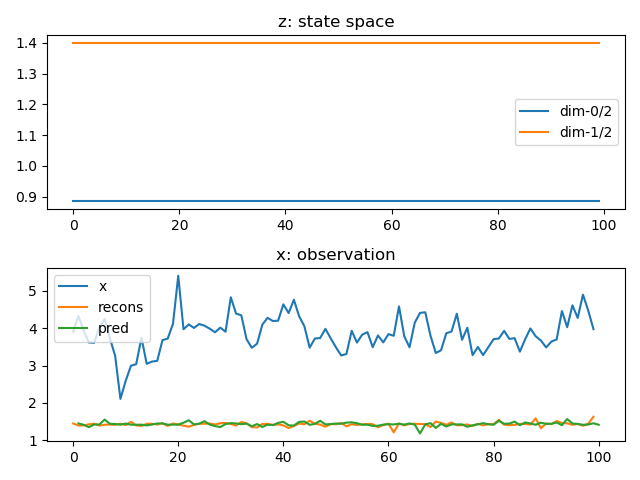 z: state space
1.4
1.3
1.2
1.1
1.0
0.9
dim-0/2
dim-1/2
0 20 40 60 80 100
x: observation
5
4
3
2
1
x
recons
pred
0 20 40 60 80 100